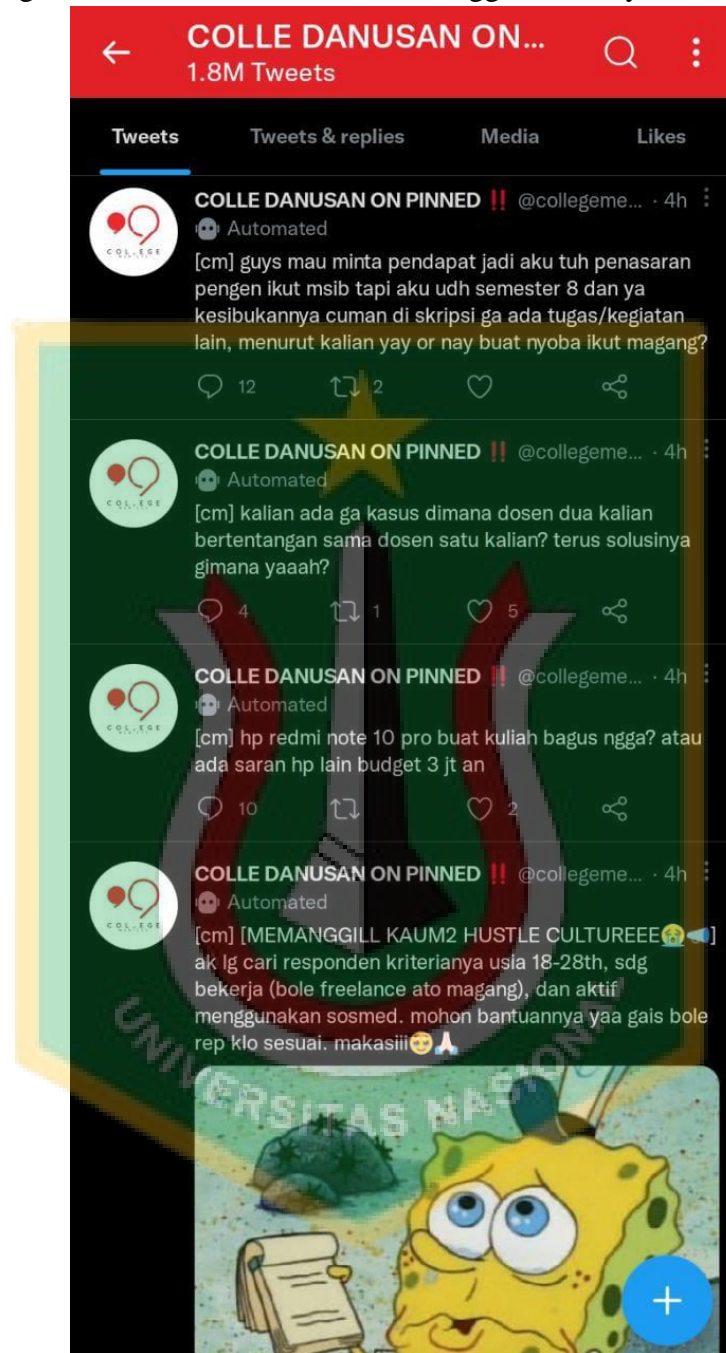 COLLE DANUSAN ON...
1.8M Tweets
Tweets
Tweets & replies
Media
Likes
COLLE DANUSAN ON PINNED ‼️ @collegeme... · 4h
Automated
[cm] guys mau minta pendapat jadi aku tuh penasaran
pengen ikut msib tapi aku udh semester 8 dan ya
kesibukannya cuman di skripsi ga ada tugas/kegiatan
lain, menurut kalian yay or nay buat nyoba ikut magang?
12
2
COLLE DANUSAN ON PINNED ‼️ @collegeme... · 4h
Automated
[cm] kalian ada ga kasus dimana dosen dua kalian
bertentangan sama dosen satu kalian? terus solusinya
gimana yaaah?
4
1
5
COLLE DANUSAN ON PINNED ‼️ @collegeme... · 4h
Automated
[cm] hp redmi note 10 pro buat kuliah bagus ngga? atau
ada saran hp lain budget 3 jt an
10
2
COLLE DANUSAN ON PINNED ‼️ @collegeme... · 4h
Automated
[cm] [MEMANGGILL KAUM2 HUSTLE CULTUREEE😭📣]
ak lg cari responden kriterianya usia 18-28th, sdg
bekerja (bole freelance ato magang), dan aktif
menggunakan sosmed. mohon bantuannya yaa gais bole
rep klo sesuai. makasiii🥺🙏🏻
UNIVERSITAS NASIONAL